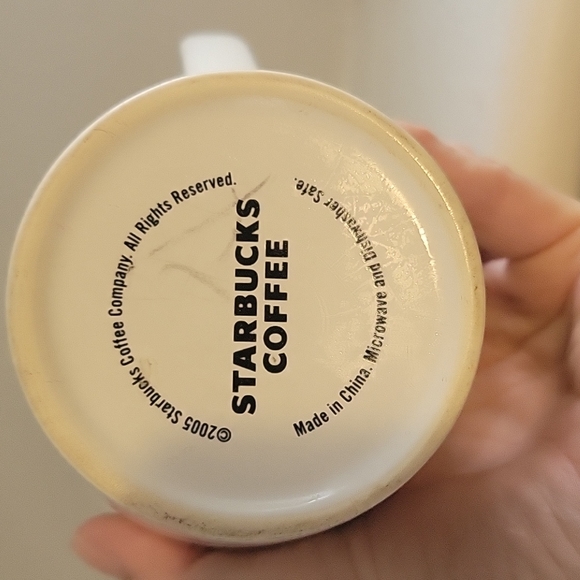 ©2005 Starbucks Coffee Company. All Rights Reserved.
STARBUCKS
COFFEE
Made in China. Microwave and Dishwasher Safe.